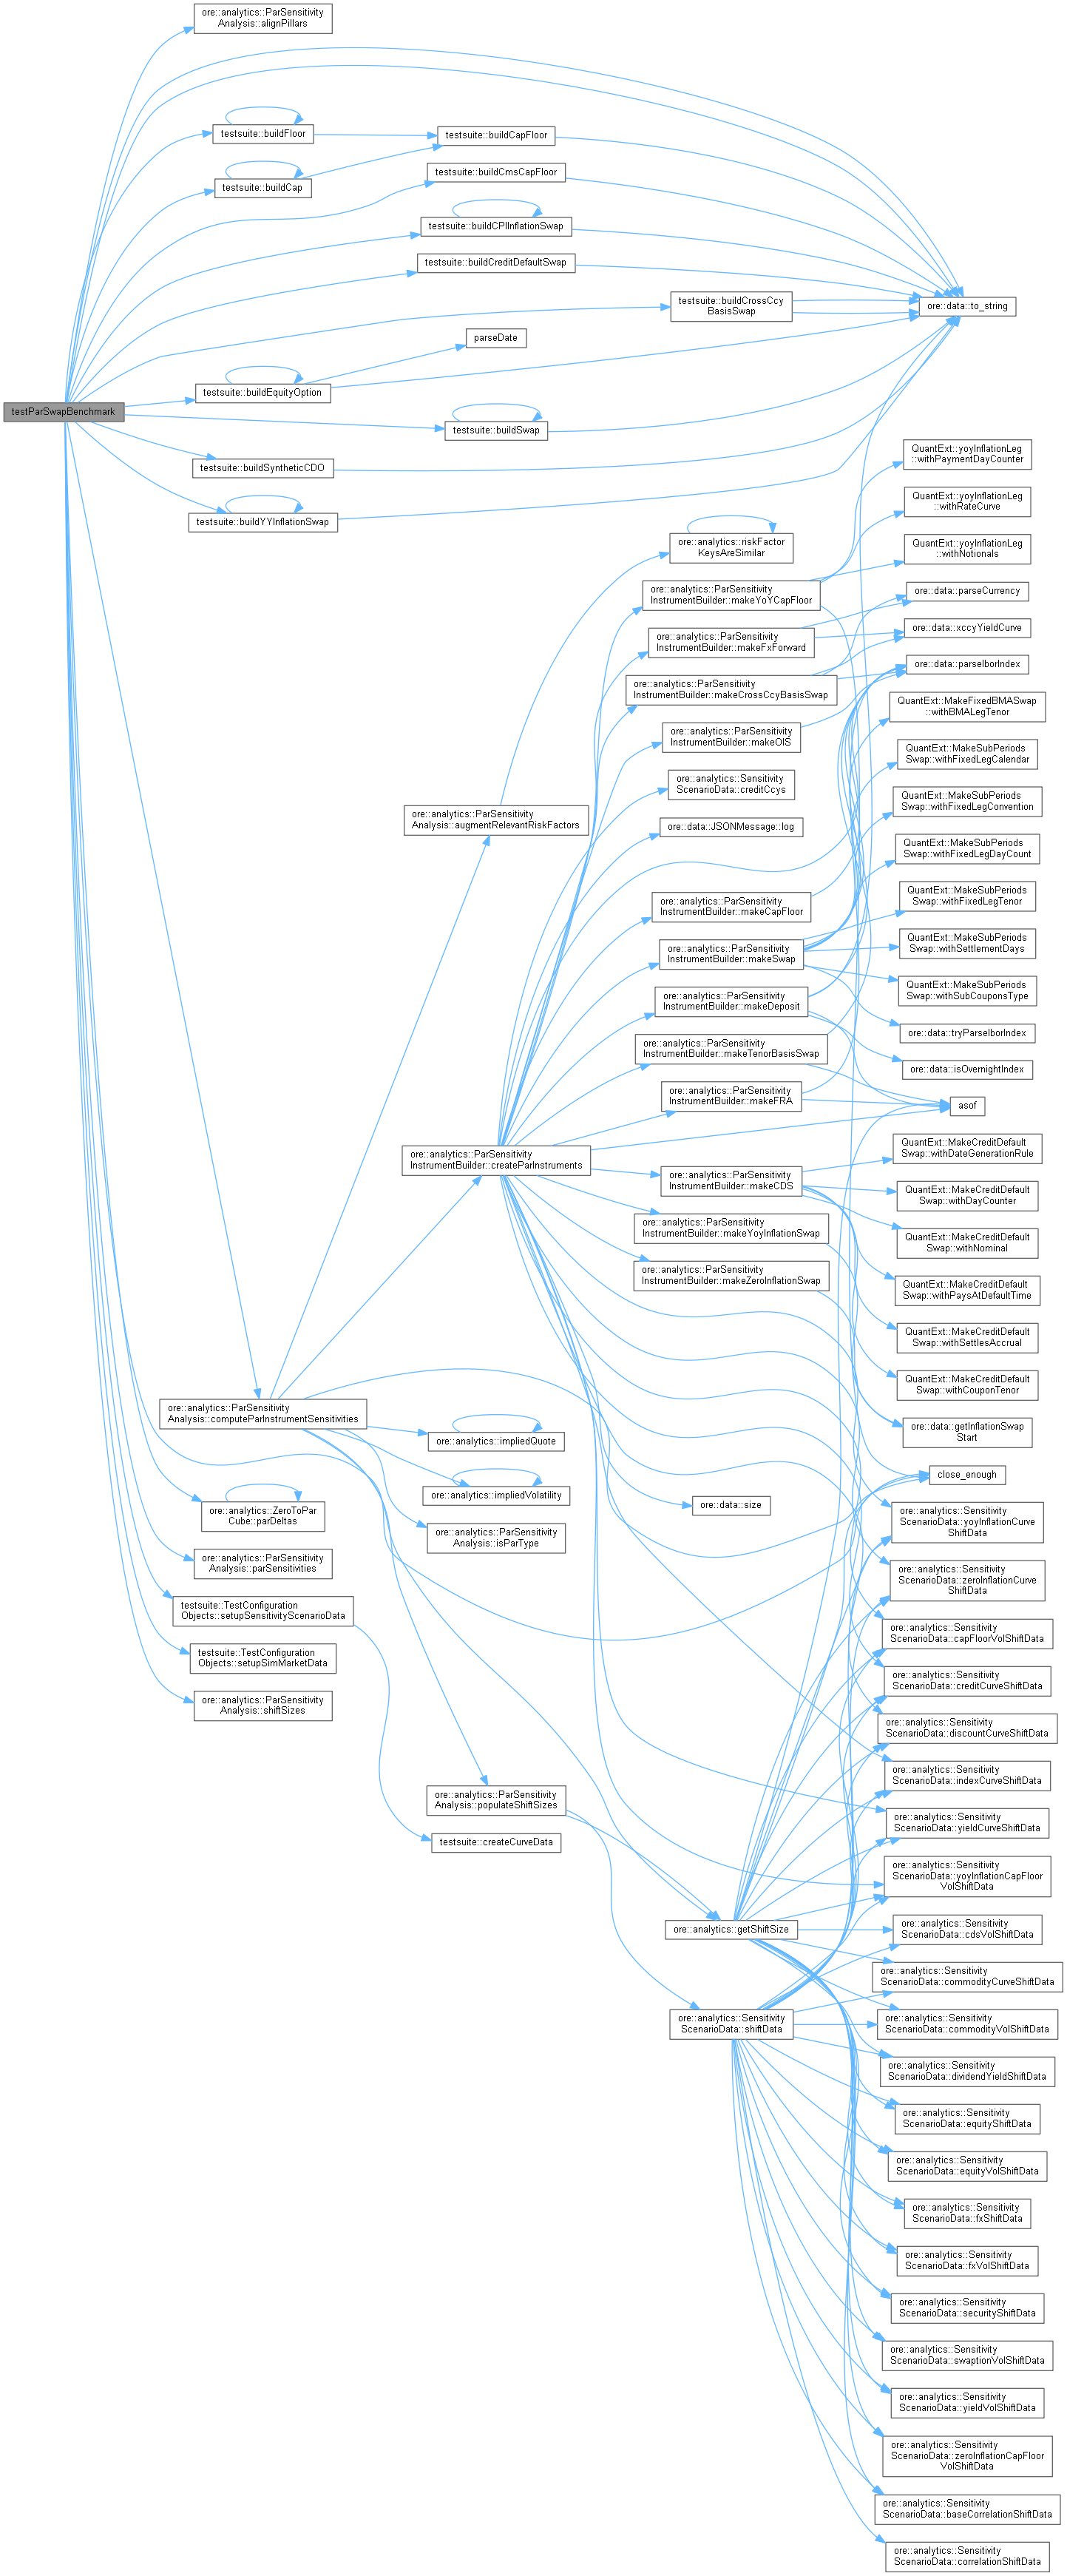 ore::analytics::ParSensitivity
Analysis::alignPillars
testsuite::buildFloor
testsuite::buildCapFloor
testsuite::buildCmsCapFloor
testsuite::buildCap
testsuite::buildCPIInflationSwap
testsuite::buildCreditDefaultSwap
testsuite::buildCrossCcy
BasisSwap
ore::data::to_string
parseDate
testsuite::buildEquityOption
testParSwapBenchmark
testsuite::buildSwap
testsuite::buildSyntheticCDO
testsuite::buildYYInflationSwap
QuantExt::yoyInflationLeg
::withPaymentDayCounter
QuantExt::yoyInflationLeg
::withRateCurve
QuantExt::yoyInflationLeg
::withNotionals
ore::analytics::riskFactor
KeysAreSimilar
ore::analytics::ParSensitivity
InstrumentBuilder::makeYoYCapFloor
ore::data::parseCurrency
ore::analytics::ParSensitivity
InstrumentBuilder::makeFxForward
ore::data::xccyYieldCurve
ore::analytics::ParSensitivity
InstrumentBuilder::makeCrossCcyBasisSwap
ore::data::parseIborIndex
QuantExt::MakeFixedBMASwap
::withBMALegTenor
ore::analytics::ParSensitivity
InstrumentBuilder::makeOIS
QuantExt::MakeSubPeriods
Swap::withFixedLegCalendar
ore::analytics::Sensitivity
ScenarioData::creditCcys
QuantExt::MakeSubPeriods
Swap::withFixedLegConvention
ore::analytics::ParSensitivity
Analysis::augmentRelevantRiskFactors
ore::data::JSONMessage::log
QuantExt::MakeSubPeriods
Swap::withFixedLegDayCount
ore::analytics::ParSensitivity
InstrumentBuilder::makeCapFloor
QuantExt::MakeSubPeriods
Swap::withFixedLegTenor
ore::analytics::ParSensitivity
InstrumentBuilder::makeSwap
QuantExt::MakeSubPeriods
Swap::withSettlementDays
QuantExt::MakeSubPeriods
Swap::withSubCouponsType
ore::analytics::ParSensitivity
InstrumentBuilder::makeDeposit
ore::data::tryParseIborIndex
ore::analytics::ParSensitivity
InstrumentBuilder::makeTenorBasisSwap
ore::data::isOvernightIndex
ore::analytics::ParSensitivity
InstrumentBuilder::makeFRA
asof
ore::analytics::ParSensitivity
InstrumentBuilder::createParInstruments
QuantExt::MakeCreditDefault
Swap::withDateGenerationRule
ore::analytics::ParSensitivity
InstrumentBuilder::makeCDS
QuantExt::MakeCreditDefault
Swap::withDayCounter
ore::analytics::ParSensitivity
InstrumentBuilder::makeYoyInflationSwap
QuantExt::MakeCreditDefault
Swap::withNominal
ore::analytics::ParSensitivity
InstrumentBuilder::makeZeroInflationSwap
QuantExt::MakeCreditDefault
Swap::withPaysAtDefaultTime
QuantExt::MakeCreditDefault
Swap::withSettlesAccrual
QuantExt::MakeCreditDefault
Swap::withCouponTenor
ore::analytics::ParSensitivity
Analysis::computeParInstrumentSensitivities
ore::data::getInflationSwap
Start
ore::analytics::impliedQuote
close_enough
ore::analytics::impliedVolatility
ore::data::size
ore::analytics::ZeroToPar
Cube::parDeltas
ore::analytics::Sensitivity
ScenarioData::yoyInflationCurve
ShiftData
ore::analytics::ParSensitivity
Analysis::isParType
ore::analytics::ParSensitivity
Analysis::parSensitivities
ore::analytics::Sensitivity
ScenarioData::zeroInflationCurve
ShiftData
testsuite::TestConfiguration
Objects::setupSensitivityScenarioData
ore::analytics::Sensitivity
ScenarioData::capFloorVolShiftData
testsuite::TestConfiguration
Objects::setupSimMarketData
ore::analytics::Sensitivity
ScenarioData::creditCurveShiftData
ore::analytics::ParSensitivity
Analysis::shiftSizes
ore::analytics::Sensitivity
ScenarioData::discountCurveShiftData
ore::analytics::Sensitivity
ScenarioData::indexCurveShiftData
ore::analytics::ParSensitivity
Analysis::populateShiftSizes
ore::analytics::Sensitivity
ScenarioData::yieldCurveShiftData
testsuite::createCurveData
ore::analytics::Sensitivity
ScenarioData::yoyInflationCapFloor
VolShiftData
ore::analytics::getShiftSize
ore::analytics::Sensitivity
ScenarioData::cdsVolShiftData
ore::analytics::Sensitivity
ScenarioData::commodityCurveShiftData
ore::analytics::Sensitivity
ScenarioData::shiftData
ore::analytics::Sensitivity
ScenarioData::commodityVolShiftData
ore::analytics::Sensitivity
ScenarioData::dividendYieldShiftData
ore::analytics::Sensitivity
ScenarioData::equityShiftData
ore::analytics::Sensitivity
ScenarioData::equityVolShiftData
ore::analytics::Sensitivity
ScenarioData::fxShiftData
ore::analytics::Sensitivity
ScenarioData::fxVolShiftData
ore::analytics::Sensitivity
ScenarioData::securityShiftData
ore::analytics::Sensitivity
ScenarioData::swaptionVolShiftData
ore::analytics::Sensitivity
ScenarioData::yieldVolShiftData
ore::analytics::Sensitivity
ScenarioData::zeroInflationCapFloor
VolShiftData
ore::analytics::Sensitivity
ScenarioData::baseCorrelationShiftData
ore::analytics::Sensitivity
ScenarioData::correlationShiftData